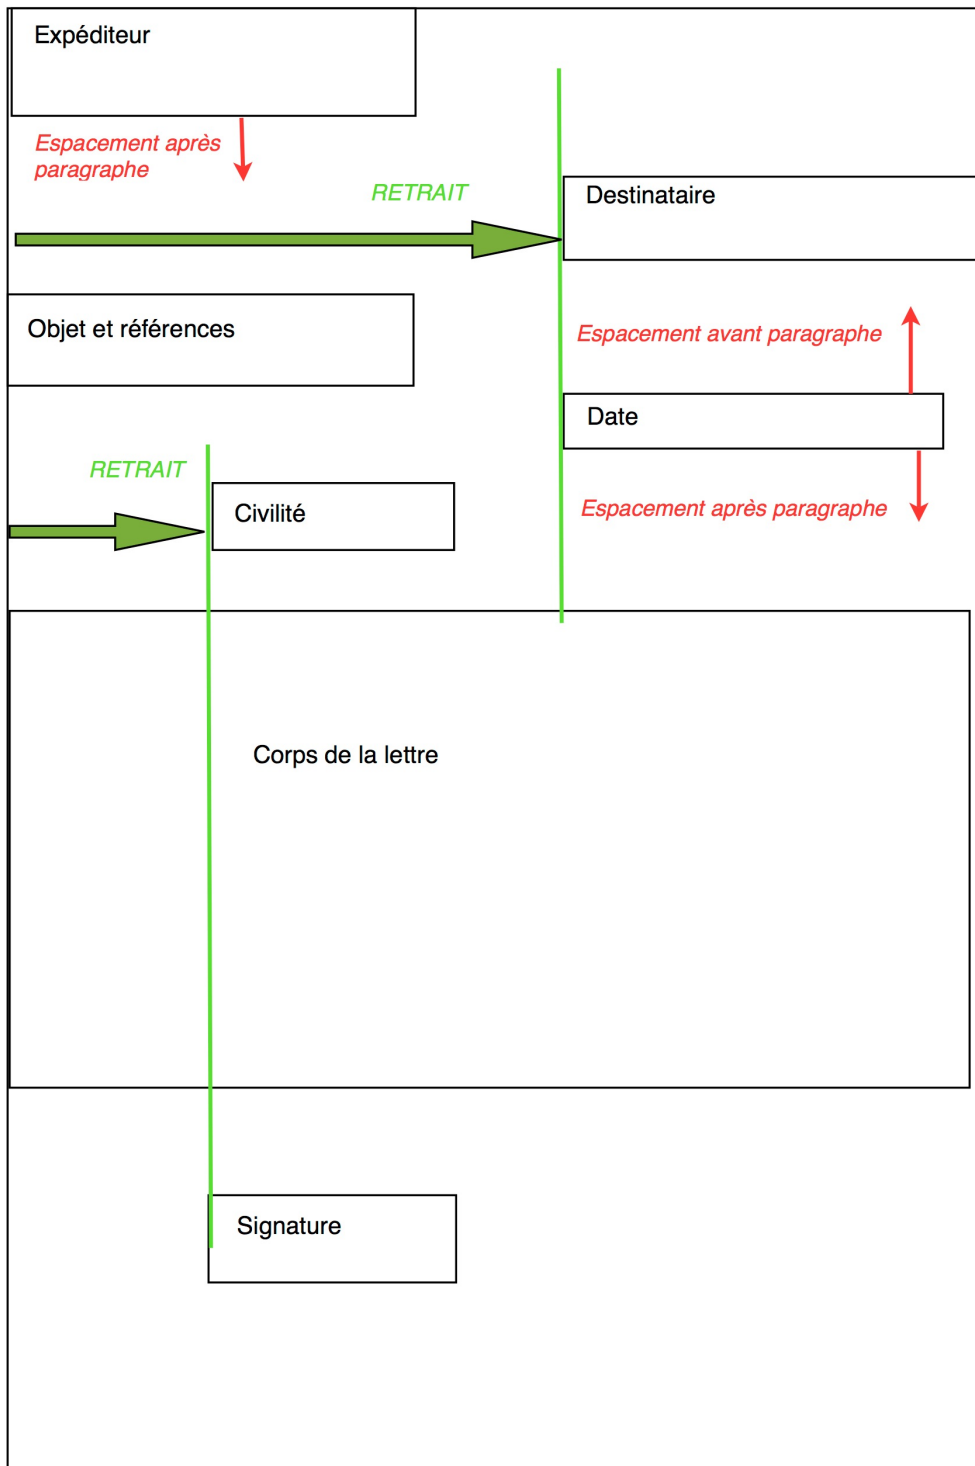 Expéditeur
Espacement après
paragraphe
RETRAIT
Destinataire
Objet et références
Espacement avant paragraphe
Date
RETRAIT
Civilité
Espacement après paragraphe
Corps de la lettre
Signature